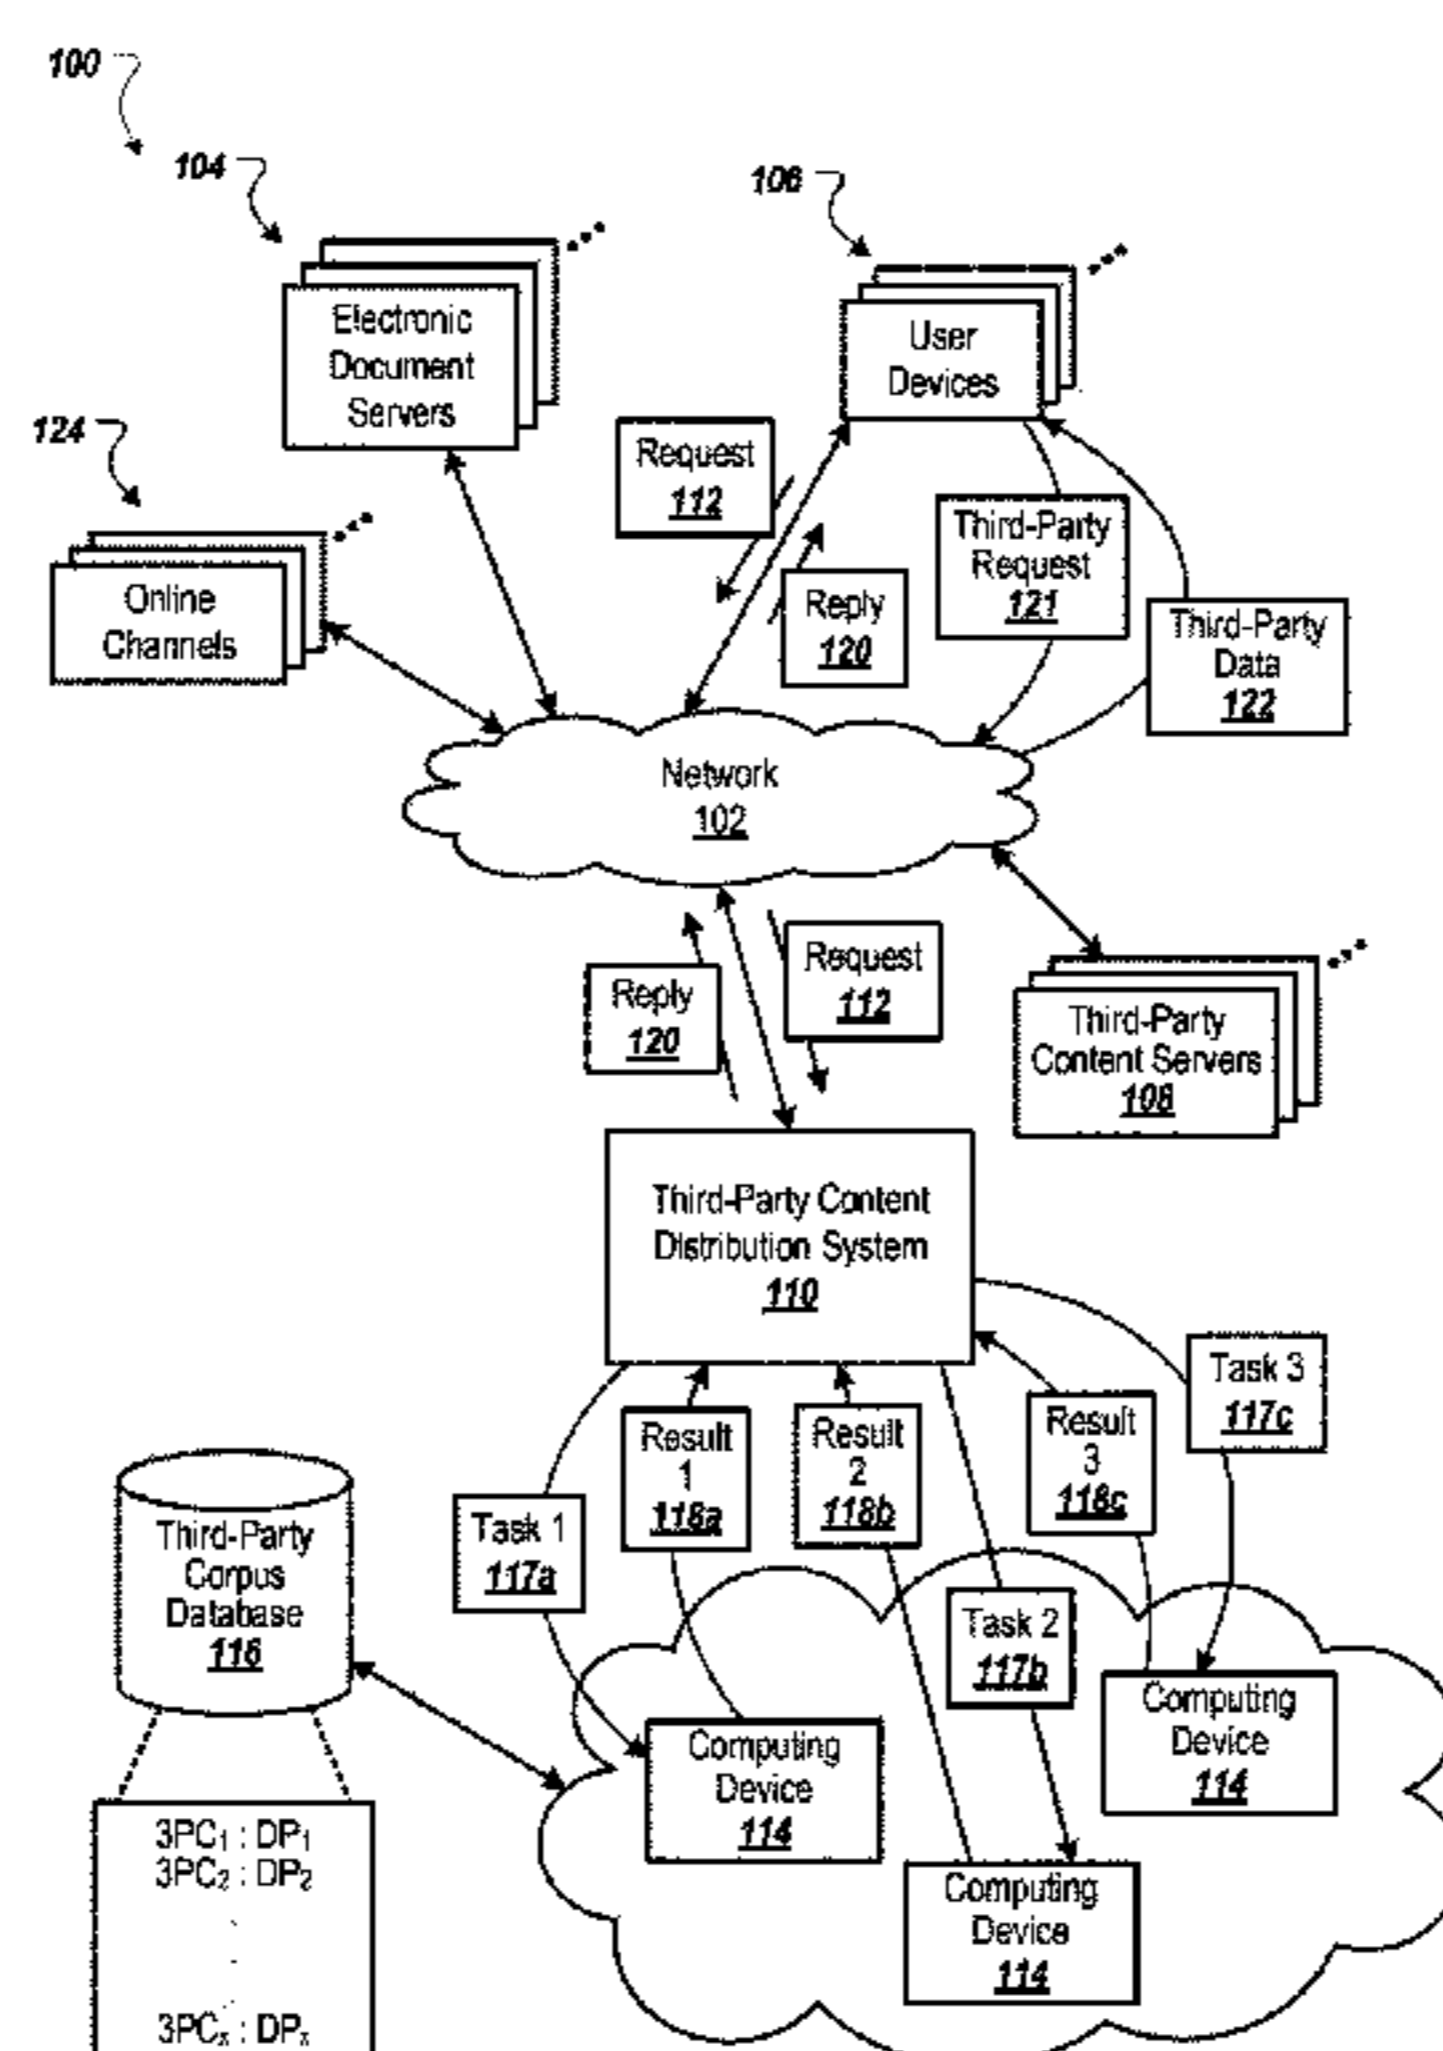 100
104
106
Electronic
Document
Servers
User
Devices
124
Request
112
Third-Party
Request
121
Online
Channels
Reply
120
Third-Party
Data
122
Network
102
Reply
120
Request
112
Third-Party
Content Servers
108
Third-Party Content
Distribution System
110
Task 3
117c
Result
1
118a
Result
2
118b
Result
3
118c
Task 1
117a
Third-Party
Corpus
Database
116
Task 2
117b
Computing
Device
114
Computing
Device
114
Computing
Device
114
3PC₁ : DP₁
3PC₂ : DP₂
.
.
.
3PCₓ : DPₓ